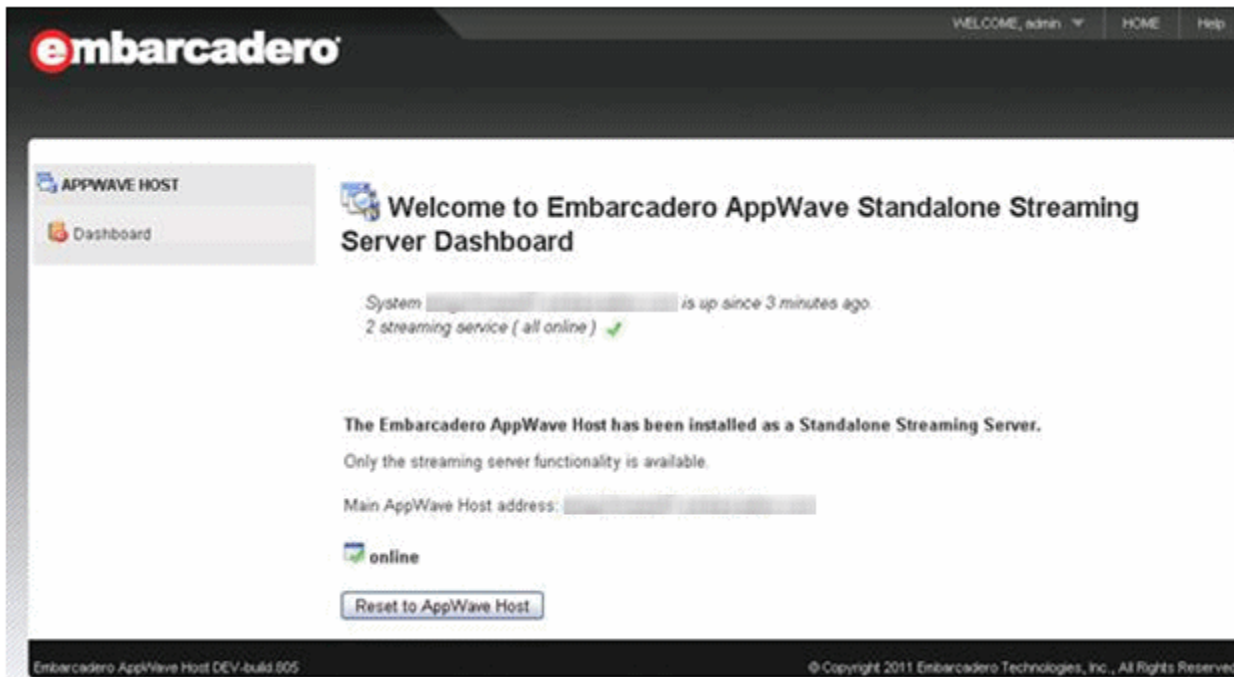 WELCOME, admin HOME Help
embarcadero
APPWAVE HOST
Dashboard
Welcome to Embarcadero AppWave Standalone Streaming
Server Dashboard
System is up since 3 minutes ago.
2 streaming service ( all online )
The Embarcadero AppWave Host has been installed as a Standalone Streaming Server.
Only the streaming server functionality is available.
Main AppWave Host address:
online
Reset to AppWave Host
Embarcadero AppWave Host DEV-build.805
© Copyright 2011 Embarcadero Technologies, Inc., All Rights Reserved